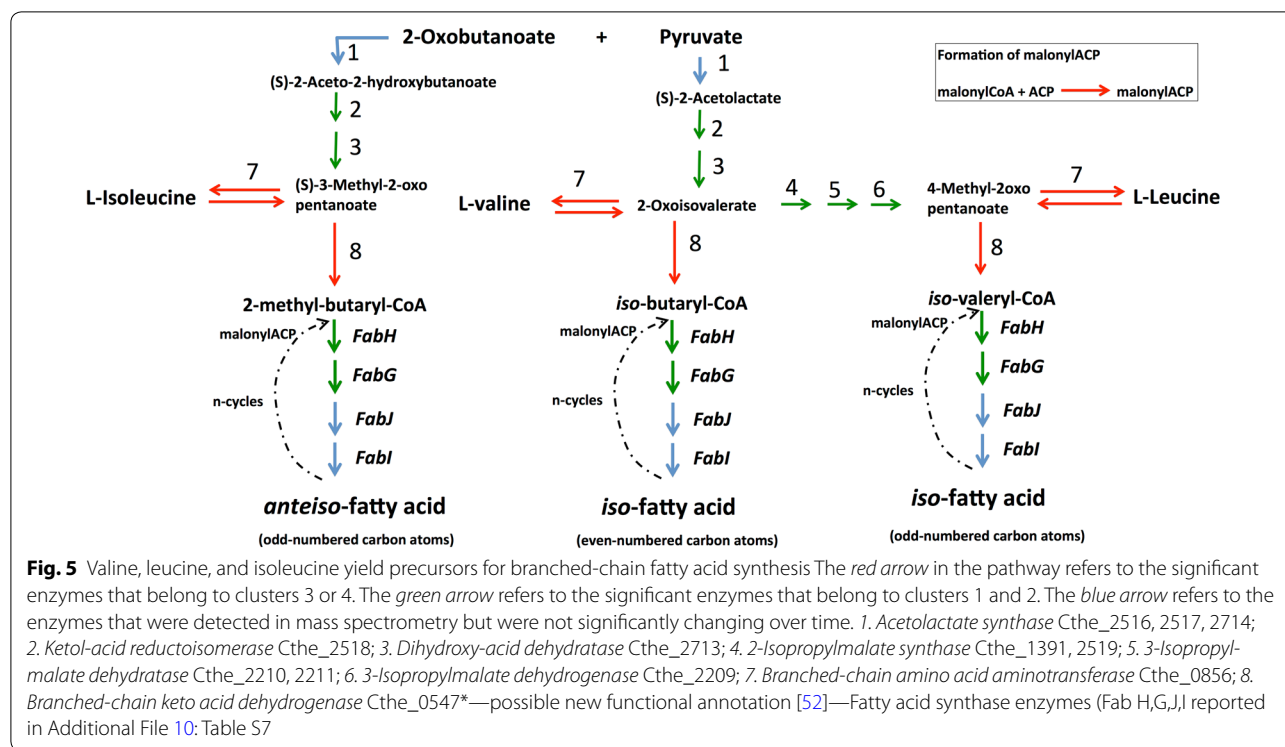 2-Oxobutanoate + Pyruvate
1
1
Formation of malonylACP
malonylCoA + ACP malonylACP
(S)-2-Aceto-2-hydroxybutanoate
(S)-2-Acetolactate
2
2
3
3
7
L-Isoleucine
(S)-3-Methyl-2-oxo
pentanoate
7
L-valine
2-Oxoisovalerate
4
5
6
4-Methyl-2oxo
pentanoate
7
L-Leucine
8
8
8
2-methyl-butaryl-CoA
iso-butaryl-CoA
iso-valeryl-CoA
malonylACP
FabH
FabG
n-cycles
FabJ
FabI
malonylACP
FabH
FabG
n-cycles
FabJ
FabI
malonylACP
FabH
FabG
n-cycles
FabJ
FabI
anteiso-fatty acid
(odd-numbered carbon atoms)
iso-fatty acid
(even-numbered carbon atoms)
iso-fatty acid
(odd-numbered carbon atoms)
Fig. 5 Valine, leucine, and isoleucine yield precursors for branched-chain fatty acid synthesis The red arrow in the pathway refers to the significant
enzymes that belong to clusters 3 or 4. The green arrow refers to the significant enzymes that belong to clusters 1 and 2. The blue arrow refers to the
enzymes that were detected in mass spectrometry but were not significantly changing over time. 1. Acetolactate synthase Cthe_2516, 2517, 2714;
2. Ketol-acid reductoisomerase Cthe_2518; 3. Dihydroxy-acid dehydratase Cthe_2713; 4. 2-Isopropylmalate synthase Cthe_1391, 2519; 5. 3-Isopropyl-
malate dehydratase Cthe_2210, 2211; 6. 3-Isopropylmalate dehydrogenase Cthe_2209; 7. Branched-chain amino acid aminotransferase Cthe_0856; 8.
Branched-chain keto acid dehydrogenase Cthe_0547*—possible new functional annotation [52]—Fatty acid synthase enzymes (Fab H,G,J,I reported
in Additional File 10: Table S7